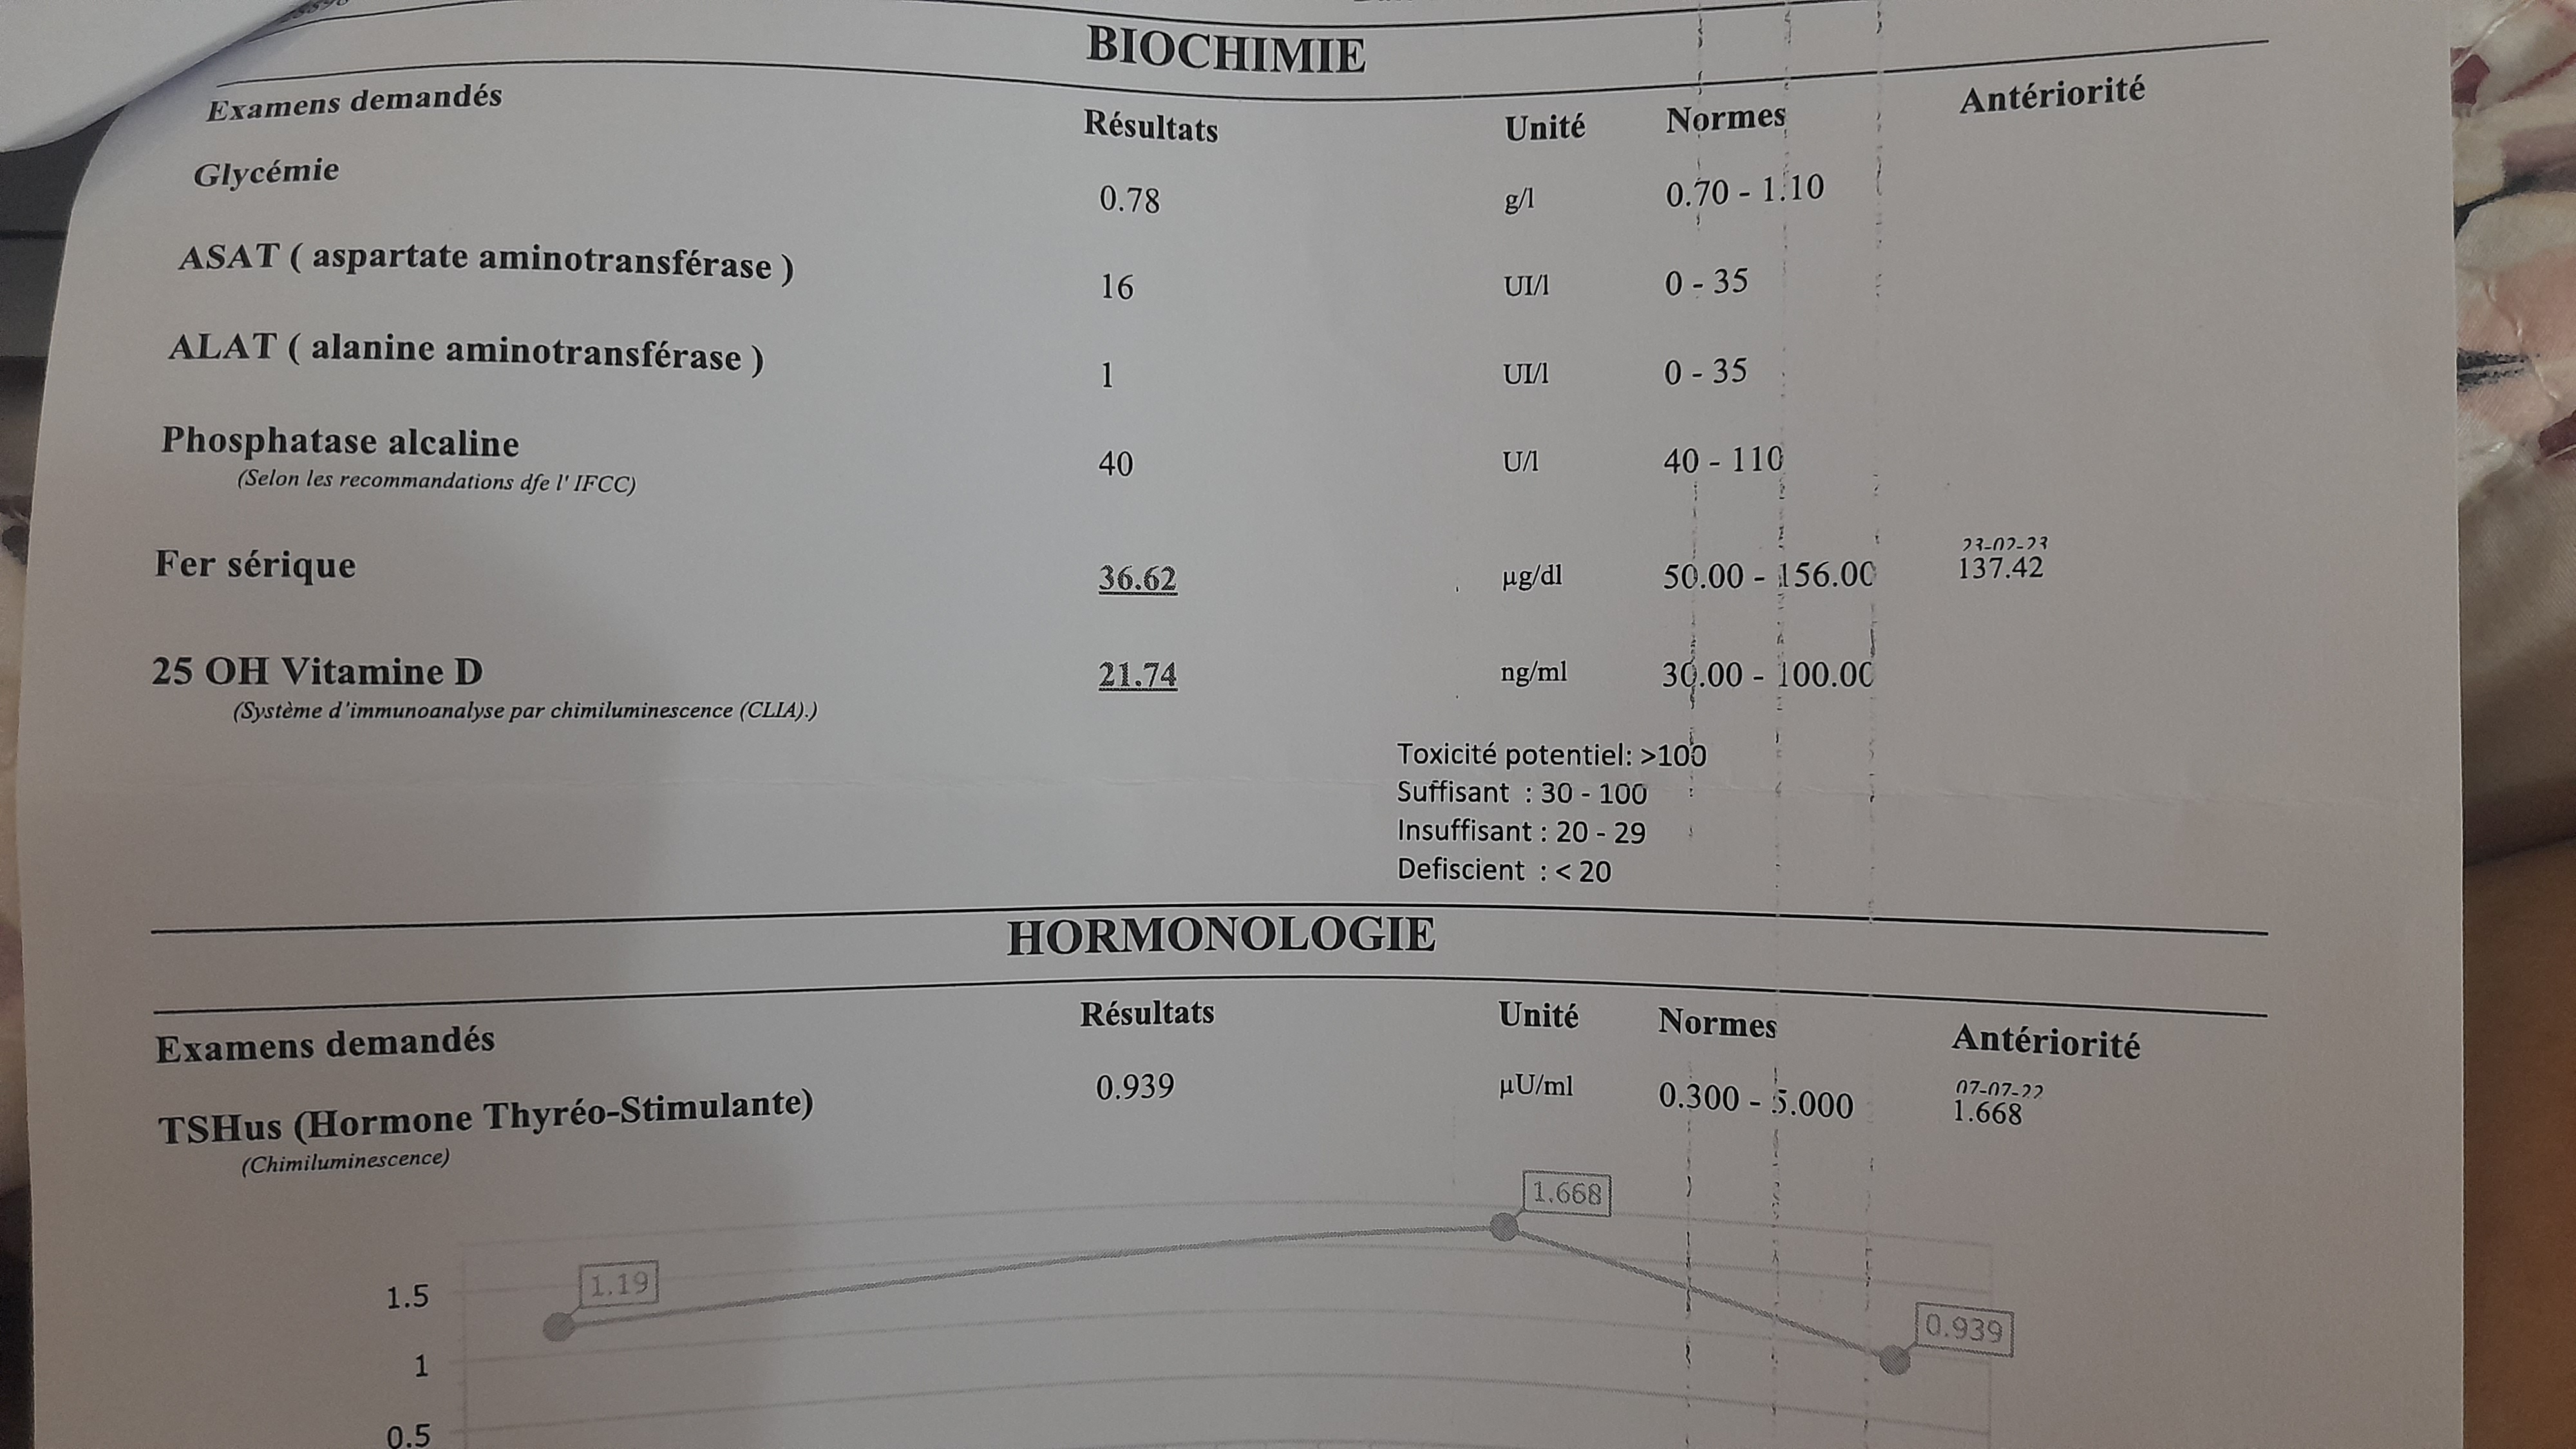 BIOCHIMIE
Examens demandés Résultats Unité Normes Antériorité
Glycémie 0.78 g/l 0.70 - 1.10
ASAT ( aspartate aminotransférase ) 16 UI/l 0 - 35
ALAT ( alanine aminotransférase ) 1 UI/l 0 - 35
Phosphatase alcaline 40 U/l 40 - 110
(Selon les recommandations dfe l' IFCC)
23-02-23
Fer sérique 36.62 µg/dl 50.00 - 156.00 137.42
25 OH Vitamine D 21.74 ng/ml 30.00 - 100.00
(Système d'immunoanalyse par chimiluminescence (CLIA).)
Toxicité potentiel: >100
Suffisant : 30 - 100
Insuffisant : 20 - 29
Defiscient : < 20
HORMONOLOGIE
Examens demandés Résultats Unité Normes Antériorité
07-07-22
TSHus (Hormone Thyréo-Stimulante) 0.939 µU/ml 0.300 - 5.000 1.668
(Chimiluminescence)
1.668
1.5 1.19
0.939
1
0.5